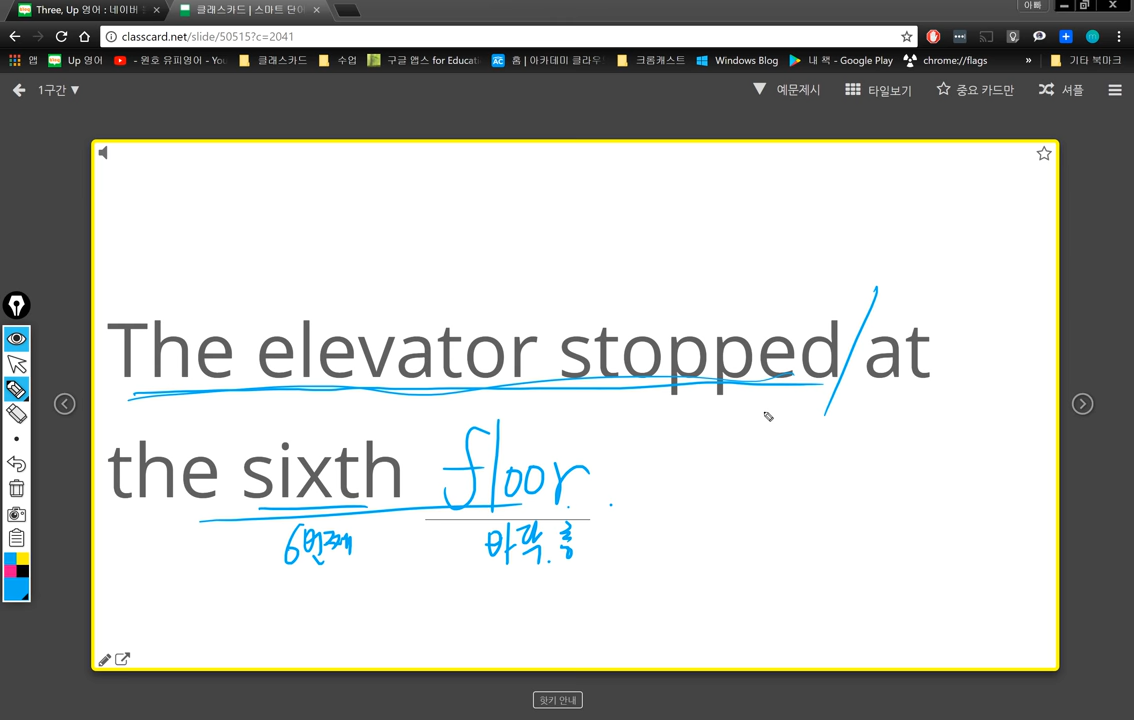 Three, Up 영어 : 네이버
클래스카드 | 스마트 단어
아빠
classcard.net/slide/50515?c=2041
앱
Up 영어
- 원호 유피영어 - You
클래스카드
수업
구글 앱스 for Educati
홈 | 아카데미 클라우
크롬캐스트
Windows Blog
내 책 - Google Play
chrome://flags
»
기타 북마크
1구간 ▼
▼ 예문제시
타일보기
중요 카드만
셔플
The elevator stopped/at
the sixth floor.
6번째
바닥. 층
핫키 안내